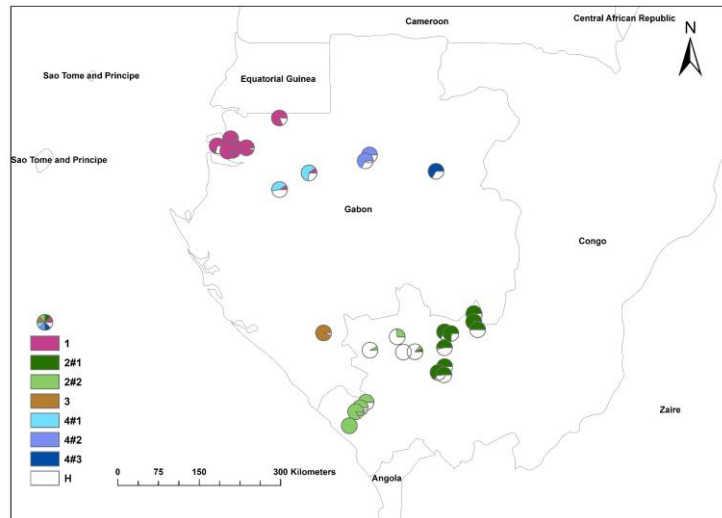 Cameroon
Central African Republic
N
Sao Tome and Principe
Equatorial Guinea
Sao Tome and Principe
Gabon
Congo
1
2#1
2#2
3
4#1
4#2
4#3
H
Zaire
Angola
0 75 150 300 Kilometers